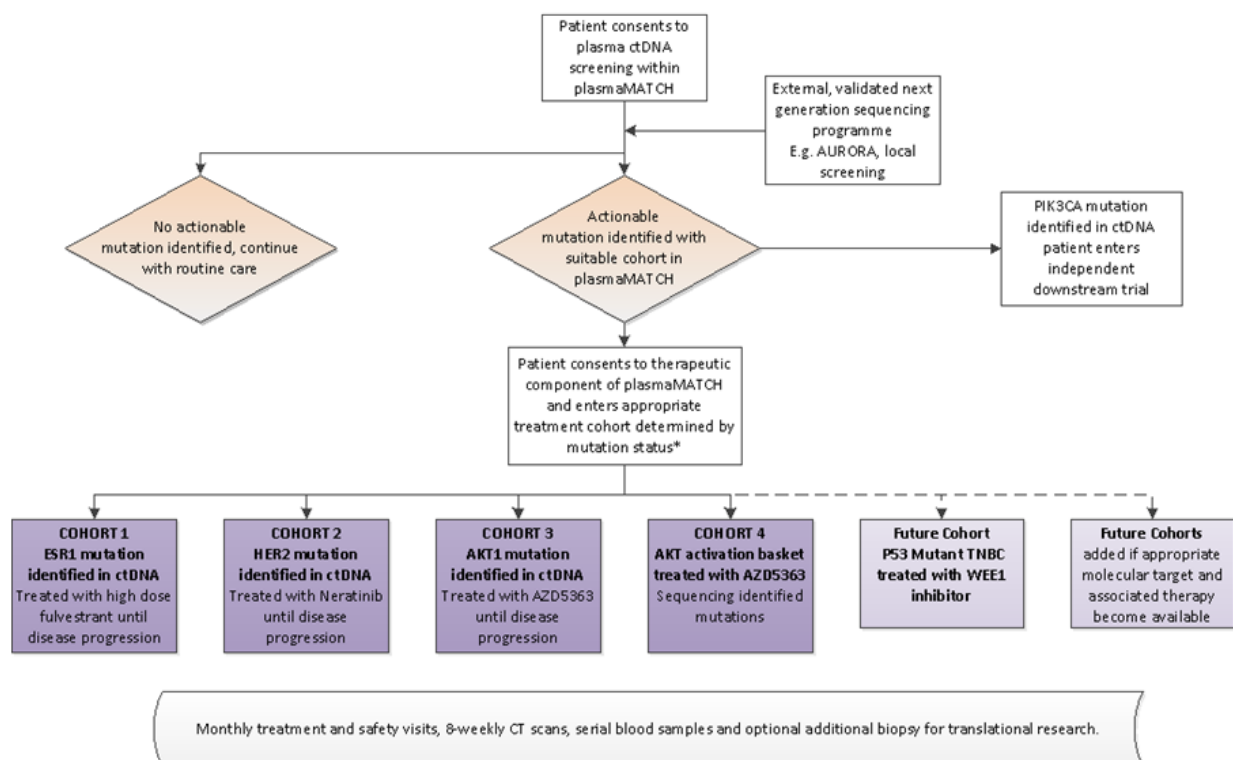 Patient consents to
plasma ctDNA
screening within
plasmaMATCH
External, validated next
generation sequencing
programme
E.g. AURORA, local
screening
No actionable
mutation identified, continue
with routine care
Actionable
mutation identified with
suitable cohort in
plasmaMATCH
PIK3CA mutation
identified in ctDNA
patient enters
independent
downstream trial
Patient consents to therapeutic
component of plasmaMATCH
and enters appropriate
treatment cohort determined by
mutation status*
COHORT 1
ESR1 mutation
identified in ctDNA
Treated with high dose
fulvestrant until
disease progression
COHORT 2
HER2 mutation
identified in ctDNA
Treated with Neratinib
until disease
progression
COHORT 3
AKT1 mutation
identified in ctDNA
Treated with AZD5363
until disease
progression
COHORT 4
AKT activation basket
treated with AZD5363
Sequencing identified
mutations
Future Cohort
P53 Mutant TNBC
treated with WEE1
inhibitor
Future Cohorts
added if appropriate
molecular target and
associated therapy
become available
Monthly treatment and safety visits, 8-weekly CT scans, serial blood samples and optional additional biopsy for translational research.